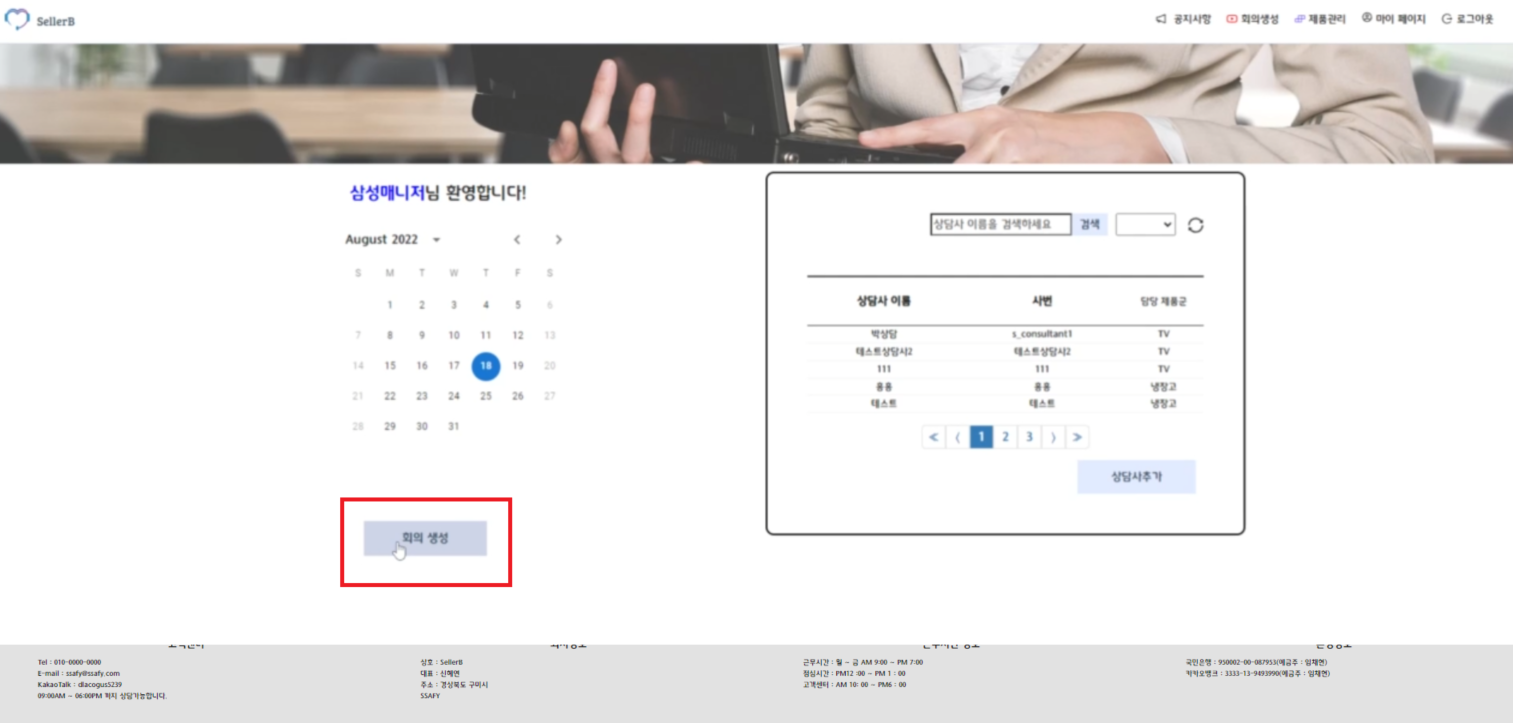 SellerB
공지사항 회의생성 제품관리 마이 페이지 로그아웃
삼성매니저님 환영합니다!
August 2022
S M T W T F S
1 2 3 4 5 6
7 8 9 10 11 12 13
14 15 16 17 18 19 20
21 22 23 24 25 26 27
28 29 30 31
회의 생성
상담사 이름을 검색하세요 검색
상담사 이름 사번 담당 제품군
박상담 s_consultant1 TV
테스트상담사2 테스트상담사2 TV
111 111 TV
홍홍 홍홍 냉장고
테스트 테스트 냉장고
≪ ⟨ 1 2 3 ⟩ ≫
상담사추가
Tel : 010-0000-0000
E-mail : ssafy@ssafy.com
KakaoTalk : dlacogus5239
09:00AM ~ 06:00PM 까지 상담가능합니다.
상호 : SellerB
대표 : 신해연
주소 : 경상북도 구미시
SSAFY
근무시간 : 월 ~ 금 AM 9:00 ~ PM 7:00
점심시간 : PM12 :00 ~ PM 1 : 00
고객센터 : AM 10: 00 ~ PM6 : 00
국민은행 : 950002-00-087953(예금주 : 임채현)
카카오뱅크 : 3333-13-9493990(예금주 : 임채현)